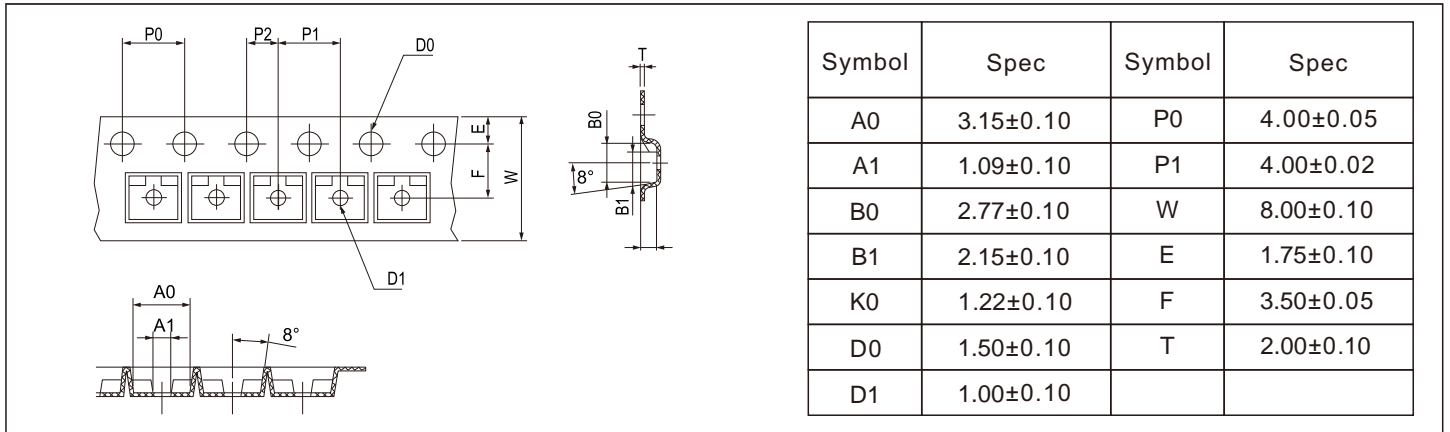 P0 P2 P1 D0
E
F
W
D1
A0
A1
8°
T
B0
8°
B1
Symbol Spec Symbol Spec
A0 3.15±0.10 P0 4.00±0.05
A1 1.09±0.10 P1 4.00±0.02
B0 2.77±0.10 W 8.00±0.10
B1 2.15±0.10 E 1.75±0.10
K0 1.22±0.10 F 3.50±0.05
D0 1.50±0.10 T 2.00±0.10
D1 1.00±0.10